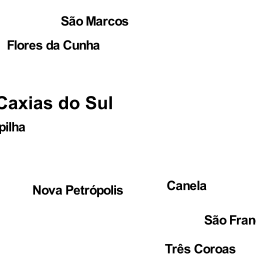 São Marcos
Flores da Cunha
Caxias do Sul
pilha
Nova Petrópolis
Canela
São Fran
Três Coroas